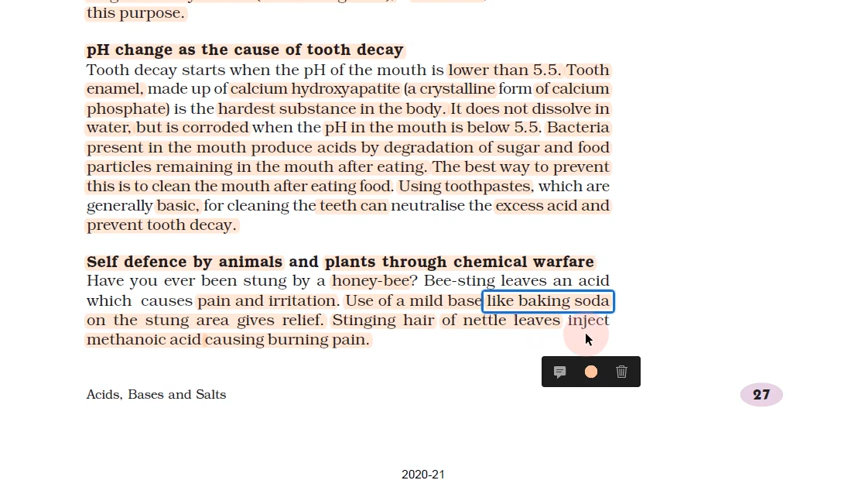 this purpose.
pH change as the cause of tooth decay
Tooth decay starts when the pH of the mouth is lower than 5.5. Tooth
enamel, made up of calcium hydroxyapatite (a crystalline form of calcium
phosphate) is the hardest substance in the body. It does not dissolve in
water, but is corroded when the pH in the mouth is below 5.5. Bacteria
present in the mouth produce acids by degradation of sugar and food
particles remaining in the mouth after eating. The best way to prevent
this is to clean the mouth after eating food. Using toothpastes, which are
generally basic, for cleaning the teeth can neutralise the excess acid and
prevent tooth decay.
Self defence by animals and plants through chemical warfare
Have you ever been stung by a honey-bee? Bee-sting leaves an acid
which causes pain and irritation. Use of a mild base like baking soda
on the stung area gives relief. Stinging hair of nettle leaves inject
methanoic acid causing burning pain.
Acids, Bases and Salts
27
2020-21